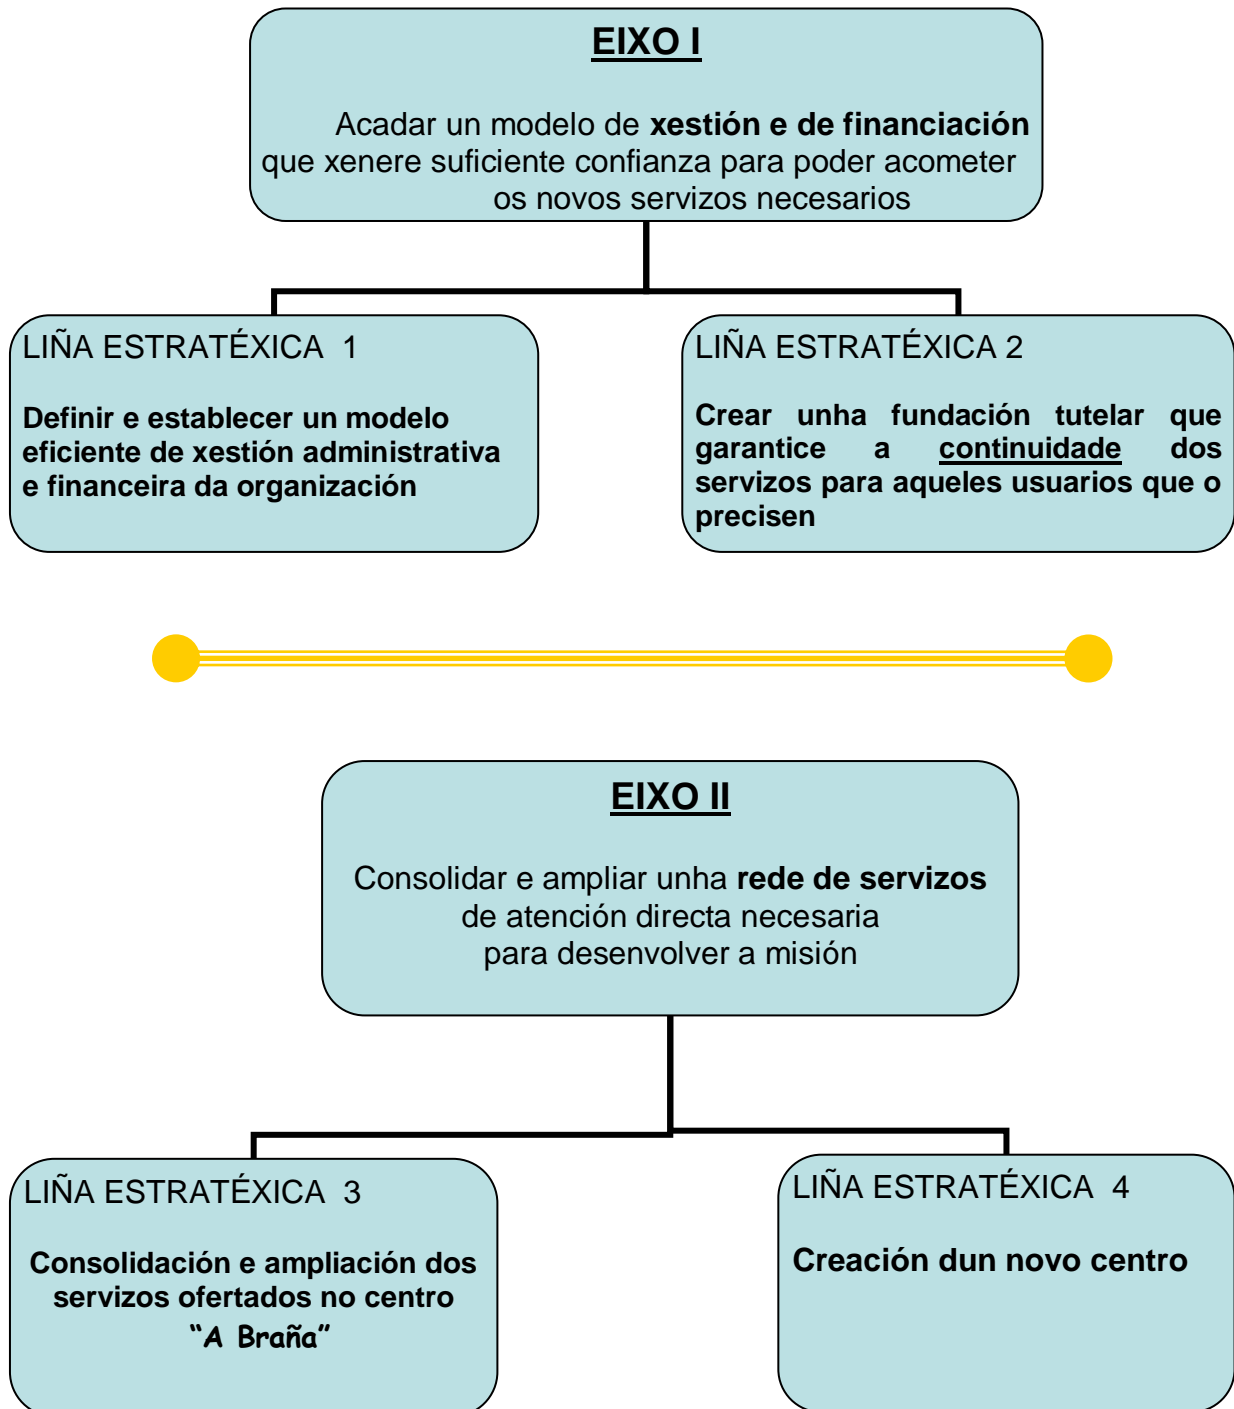 EIXO I
Acadar un modelo de xestión e de financiación
que xenere suficiente confianza para poder acometer
os novos servizos necesarios
LIÑA ESTRATÉXICA 1
Definir e establecer un modelo
eficiente de xestión administrativa
e financeira da organización
LIÑA ESTRATÉXICA 2
Crear unha fundación tutelar que
garantice a continuidade dos
servizos para aqueles usuarios que o
precisen
EIXO II
Consolidar e ampliar unha rede de servizos
de atención directa necesaria
para desenvolver a misión
LIÑA ESTRATÉXICA 3
Consolidación e ampliación dos
servizos ofertados no centro
“A Braña”
LIÑA ESTRATÉXICA 4
Creación dun novo centro